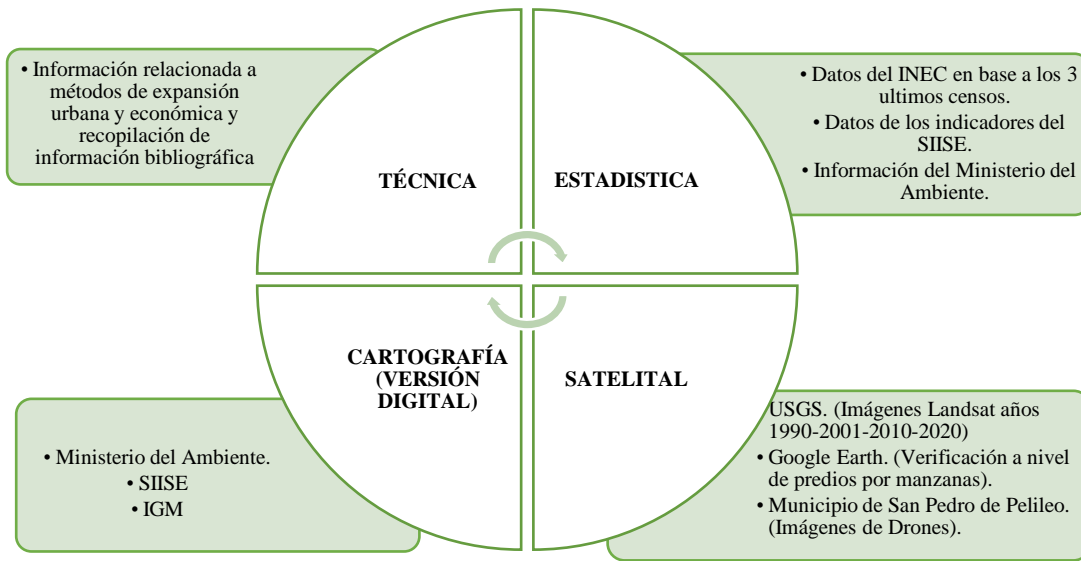 • Información relacionada a
métodos de expansión
urbana y económica y
recopilación de
información bibliográfica
TÉCNICA
• Datos del INEC en base a los 3
ultimos censos.
• Datos de los indicadores del
SIISE.
• Información del Ministerio del
Ambiente.
ESTADISTICA
CARTOGRAFÍA
(VERSIÓN
DIGITAL)
• Ministerio del Ambiente.
• SIISE
• IGM
SATELITAL
USGS. (Imágenes Landsat años
1990-2001-2010-2020)
• Google Earth. (Verificación a nivel
de predios por manzanas).
• Municipio de San Pedro de Pelileo.
(Imágenes de Drones).